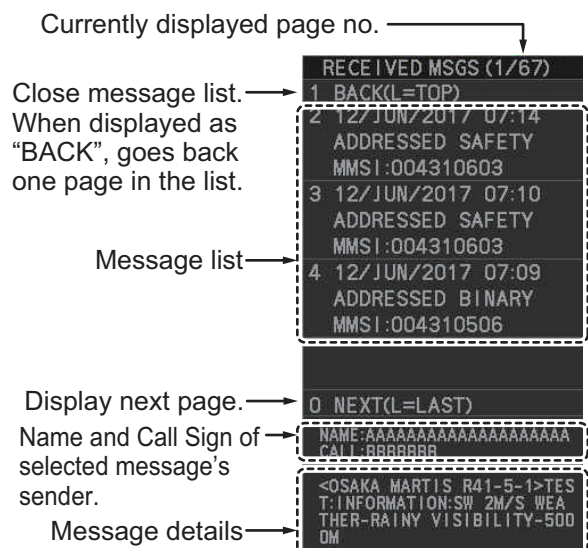 Currently displayed page no.
RECEIVED MSGS (1/67)
Close message list.
When displayed as
“BACK”, goes back
one page in the list.
1 BACK(L=TOP)
Message list
2 12/JUN/2017 07:14
ADDRESSED SAFETY
MMSI:004310603
3 12/JUN/2017 07:10
ADDRESSED SAFETY
MMSI:004310603
4 12/JUN/2017 07:09
ADDRESSED BINARY
MMSI:004310506
Display next page.
0 NEXT(L=LAST)
Name and Call Sign of
selected message’s
sender.
NAME:AAAAAAAAAAAAAAAAAAAA
CALL:BBBBBBB
Message details
<OSAKA MARTIS R41-5-1>TES
T:INFORMATION:SW 2M/S WEA
THER-RAINY VISIBILITY-500
0M